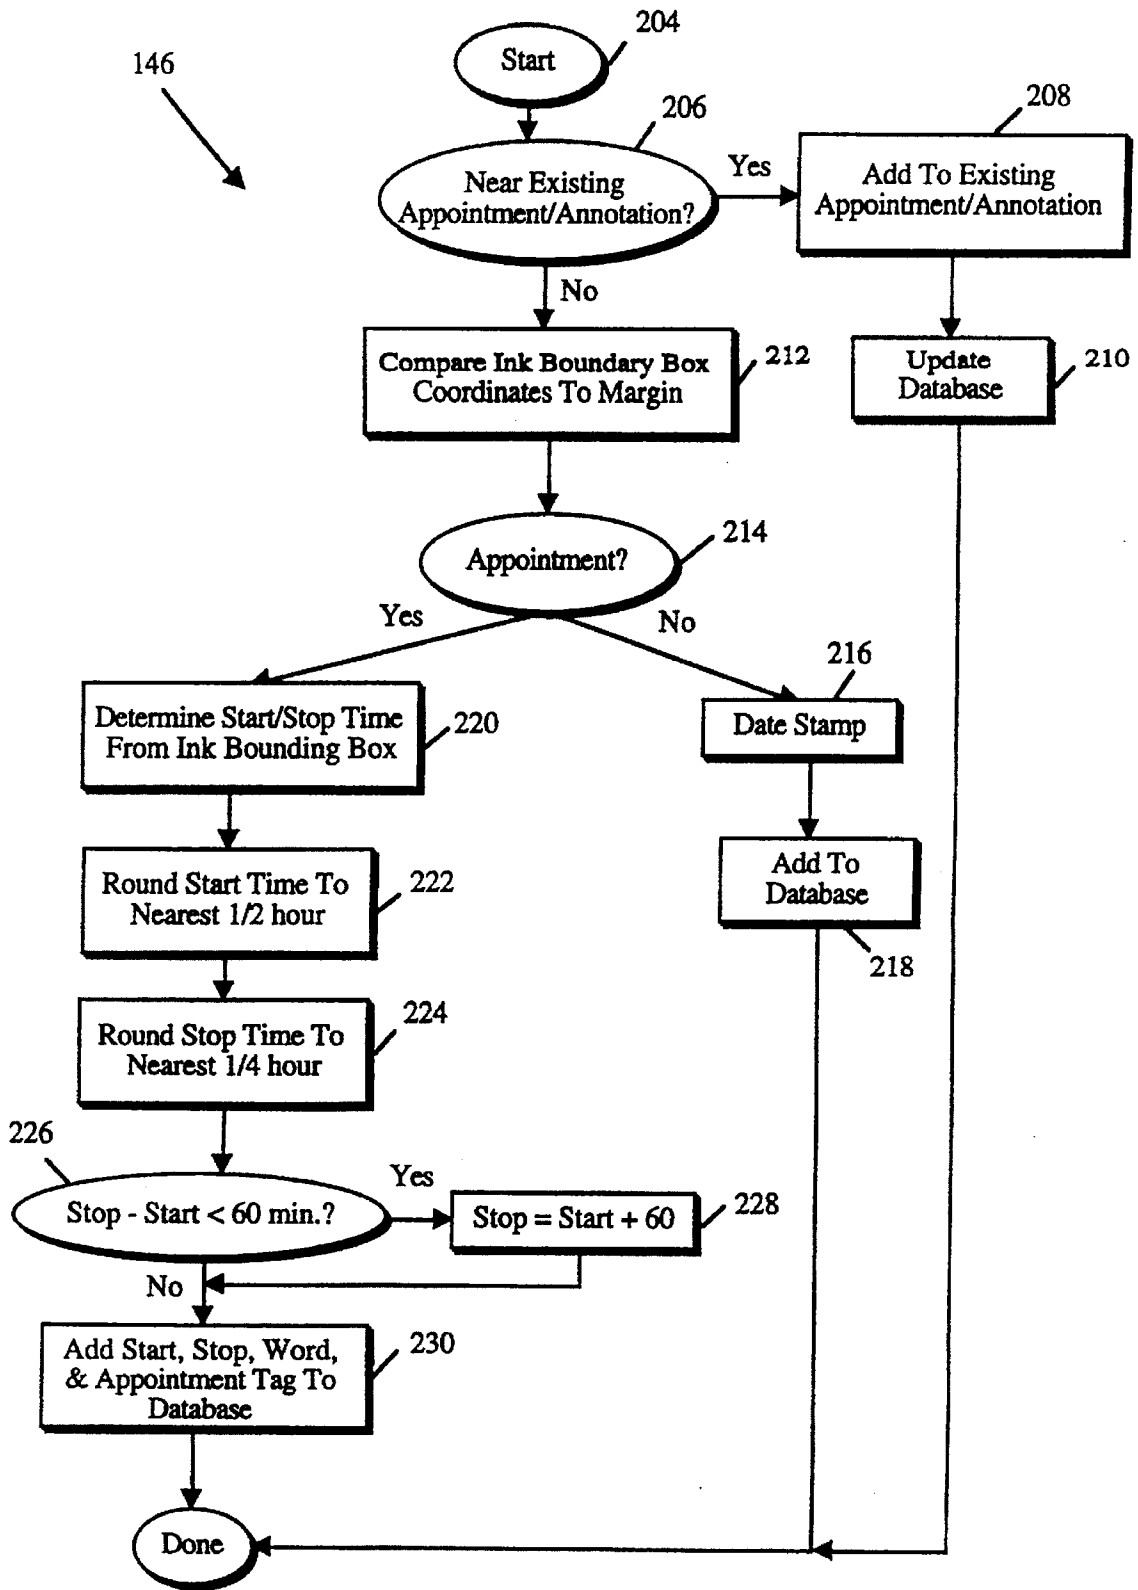 204
Start
146
206
208
Near Existing
Appointment/Annotation?
Yes
Add To Existing
Appointment/Annotation
No
Compare Ink Boundary Box
Coordinates To Margin
212
Update
Database
210
Appointment?
214
Yes
No
216
Determine Start/Stop Time
From Ink Bounding Box
220
Date Stamp
Round Start Time To
Nearest 1/2 hour
222
Add To
Database
218
Round Stop Time To
Nearest 1/4 hour
224
226
Stop - Start < 60 min.?
Yes
Stop = Start + 60
228
No
Add Start, Stop, Word,
& Appointment Tag To
Database
230
Done